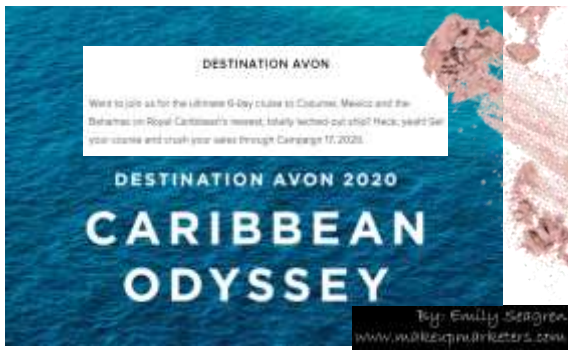 DESTINATION AVON
Want to join us for the ultimate 6-Day cruise to Cozumel, Mexico and the
Bahamas on Royal Caribbean's newest, totally teched-out ship? Heck, yeah! Set
your course and crush your sales through Campaign 17, 2020.
DESTINATION AVON 2020
CARIBBEAN
ODYSSEY
By: Emily Seagren
www.makeupmarketers.com